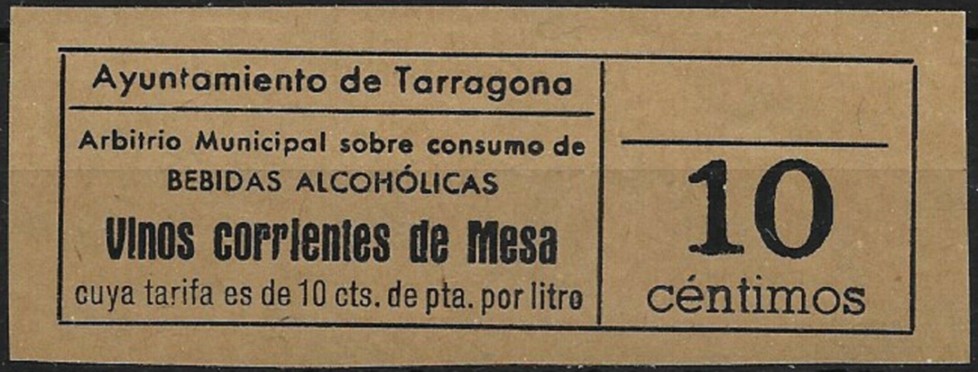 Ayuntamiento de Tarragona
Arbitrio Municipal sobre consumo de
BEBIDAS ALCOHÓLICAS
Vinos corrientes de Mesa
cuya tarifa es de 10 cts. de pta. por litro
10
céntimos